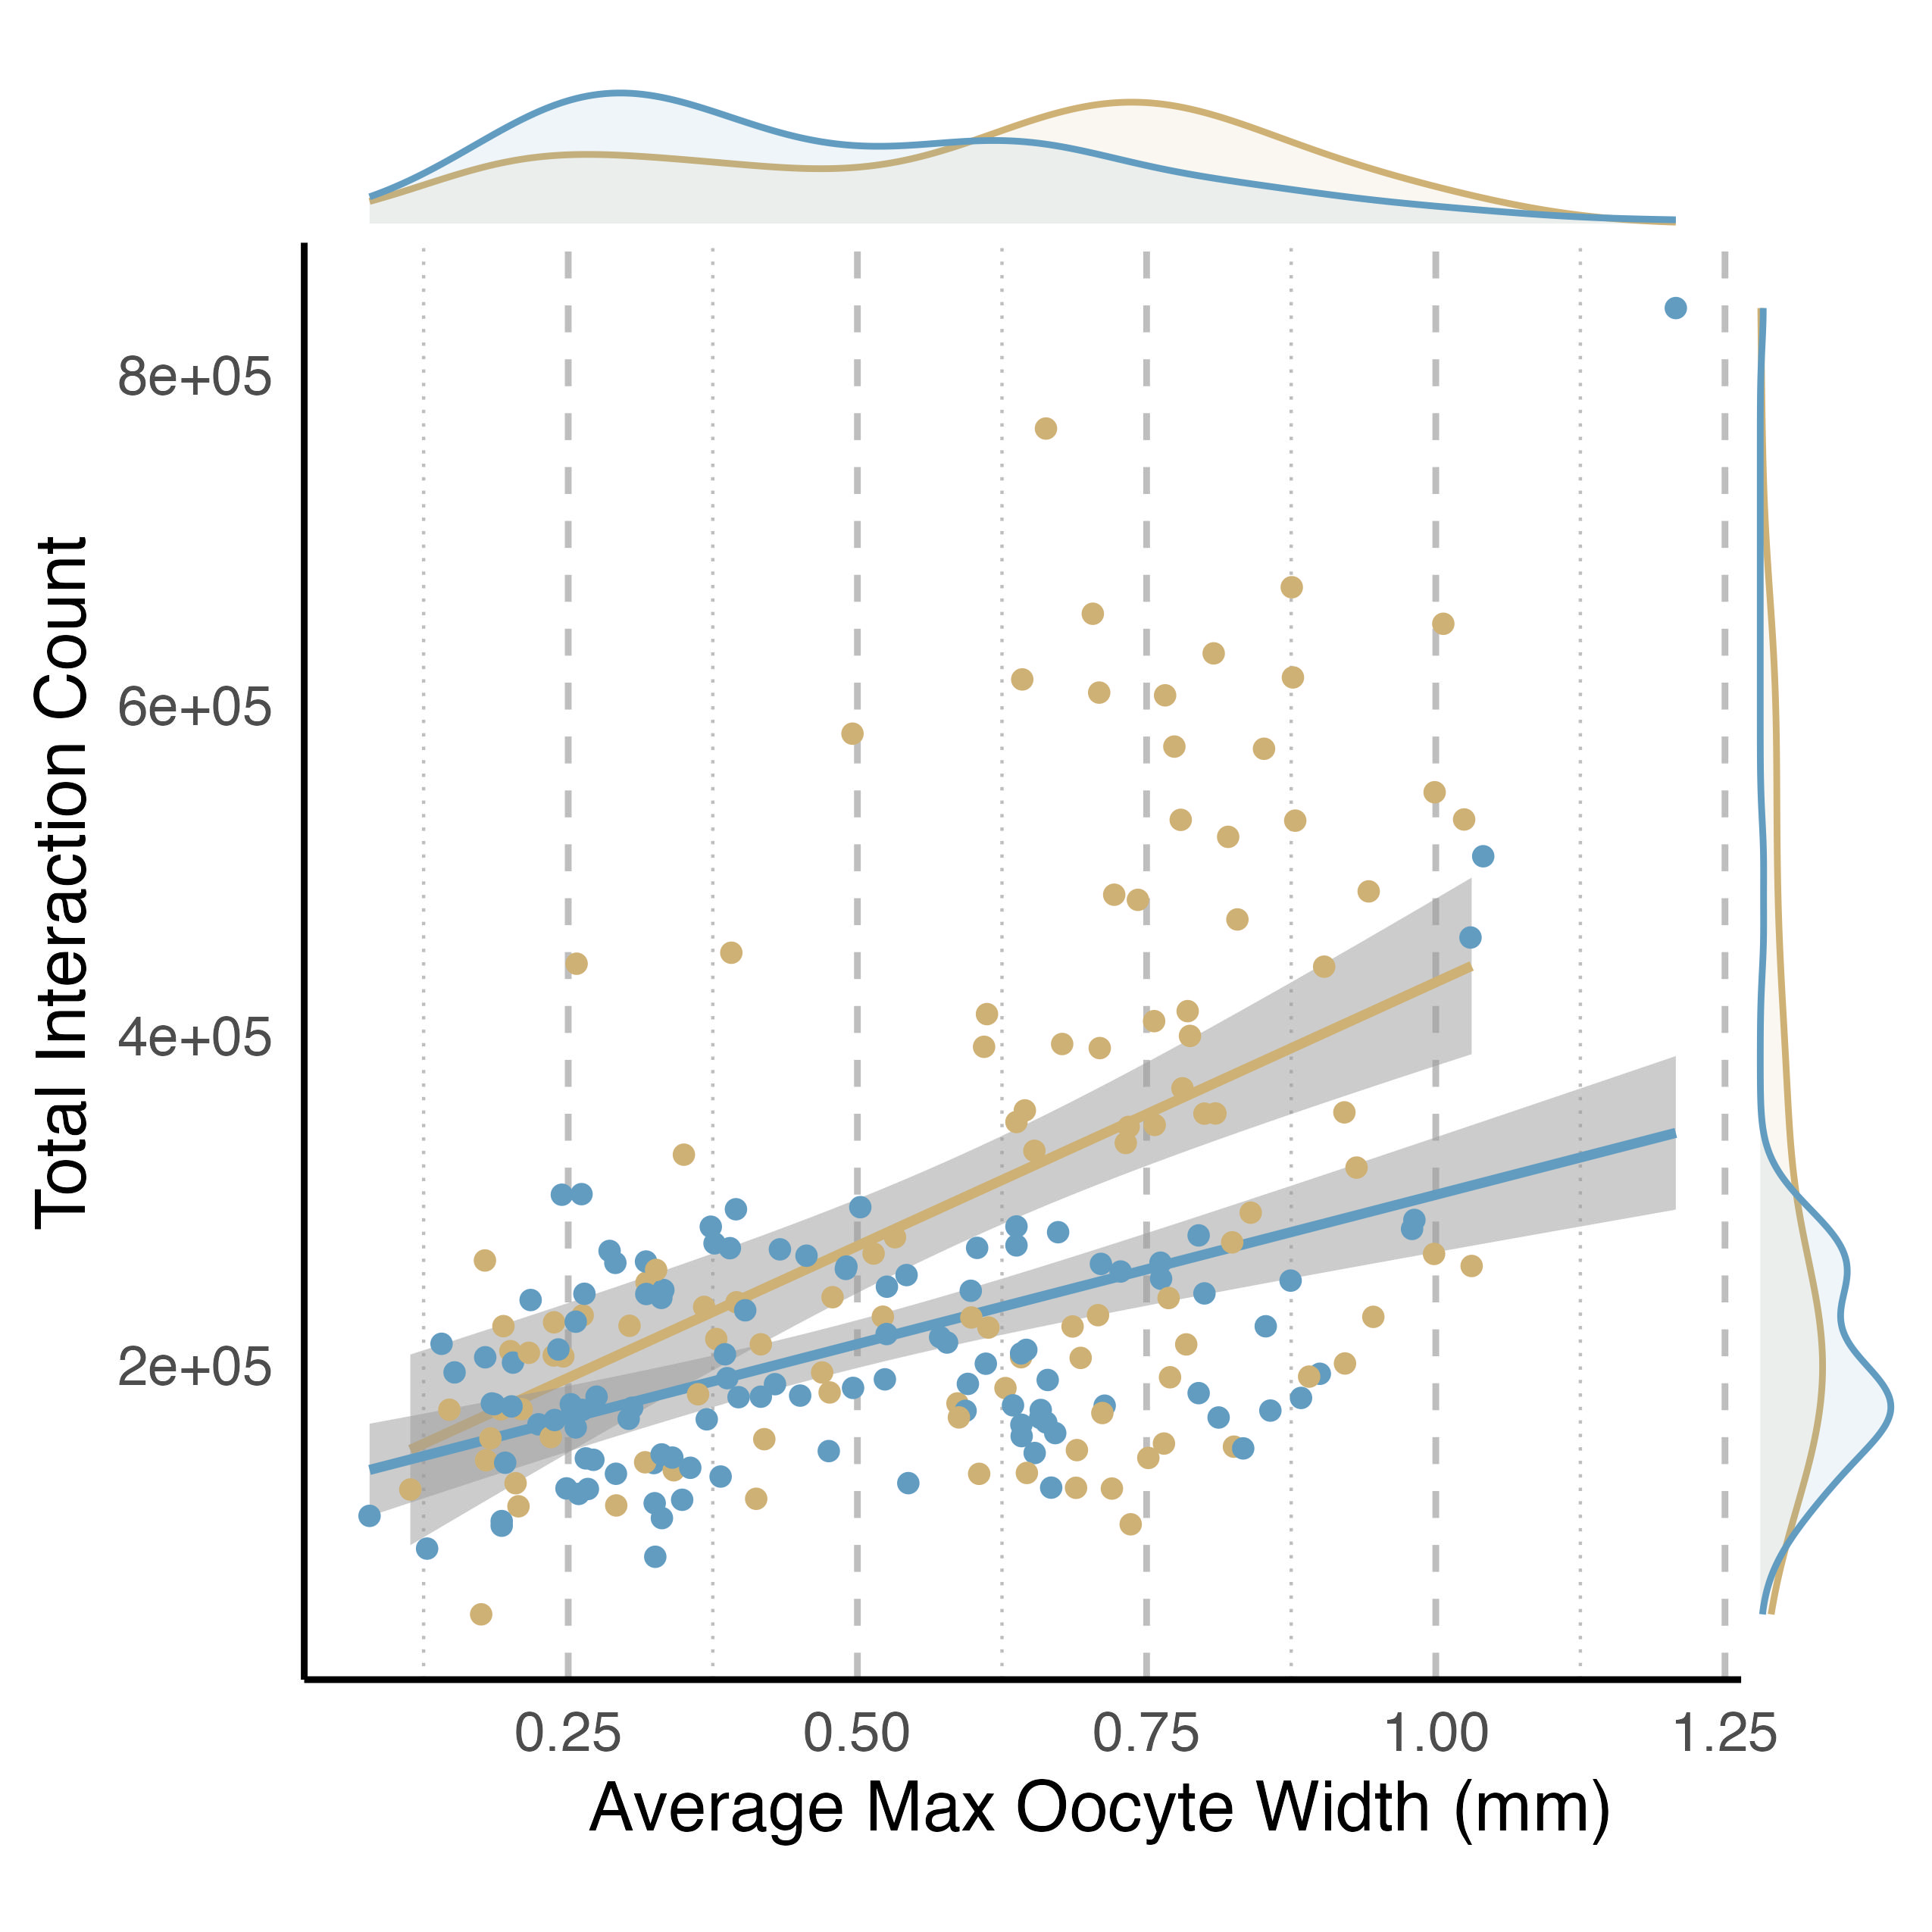 Total Interaction Count
8e+05
6e+05
4e+05
2e+05
0.25 0.50 0.75 1.00 1.25
Average Max Oocyte Width (mm)